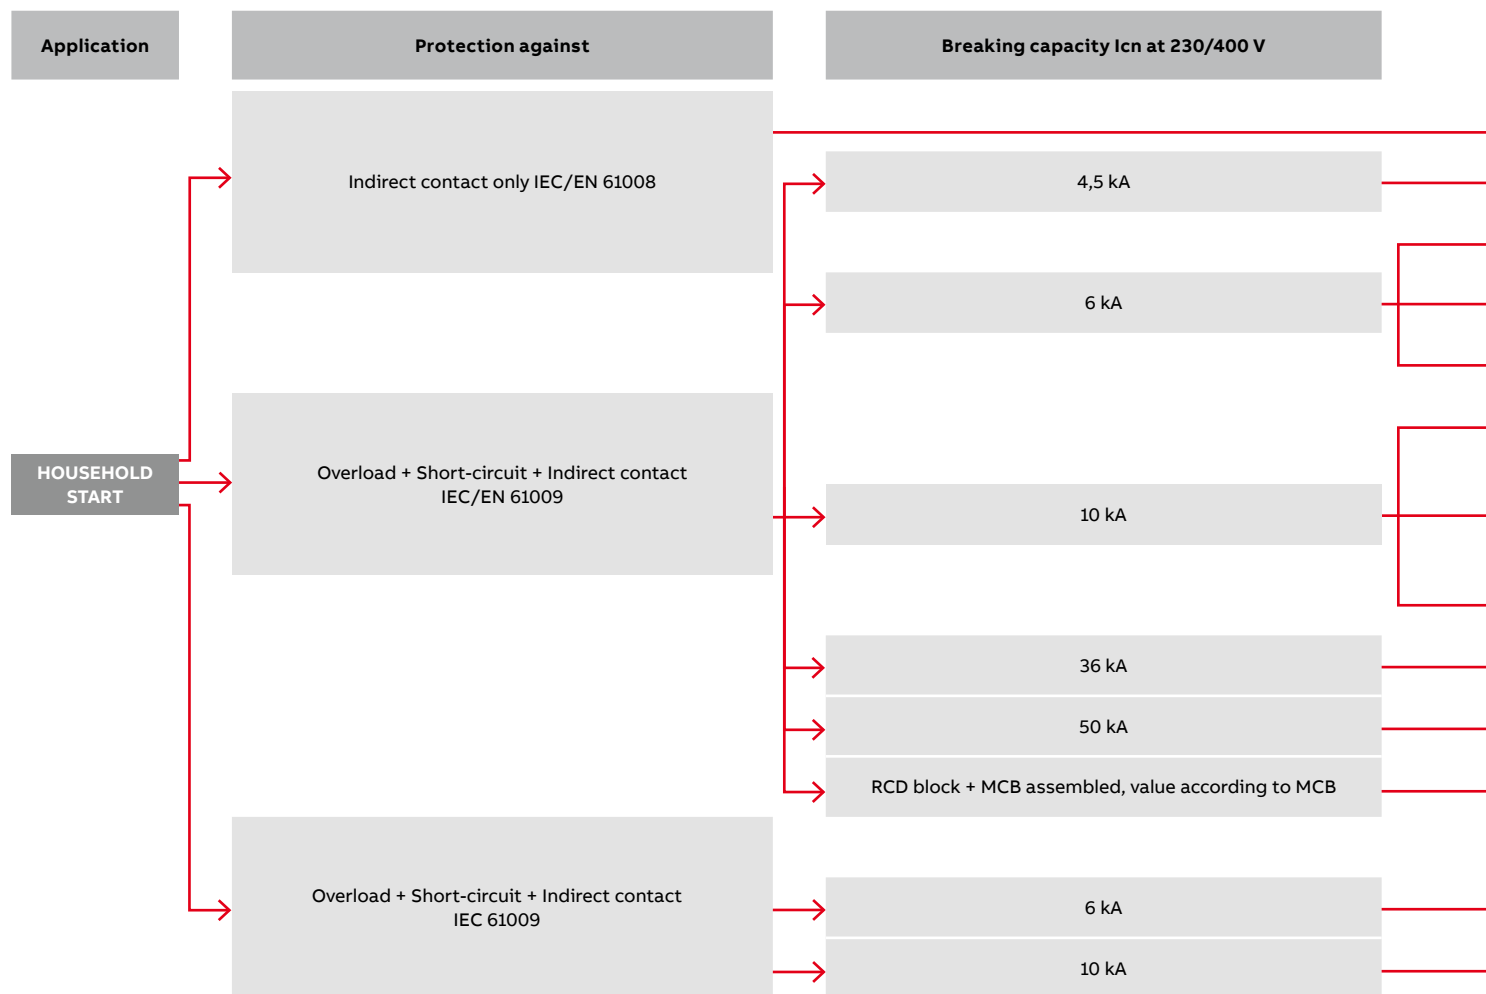 Application
Protection against
Breaking capacity Icn at 230/400 V
HOUSEHOLD
START
Indirect contact only IEC/EN 61008
Overload + Short-circuit + Indirect contact
IEC/EN 61009
4,5 kA
6 kA
10 kA
36 kA
50 kA
RCD block + MCB assembled, value according to MCB
Overload + Short-circuit + Indirect contact
IEC 61009
6 kA
10 kA